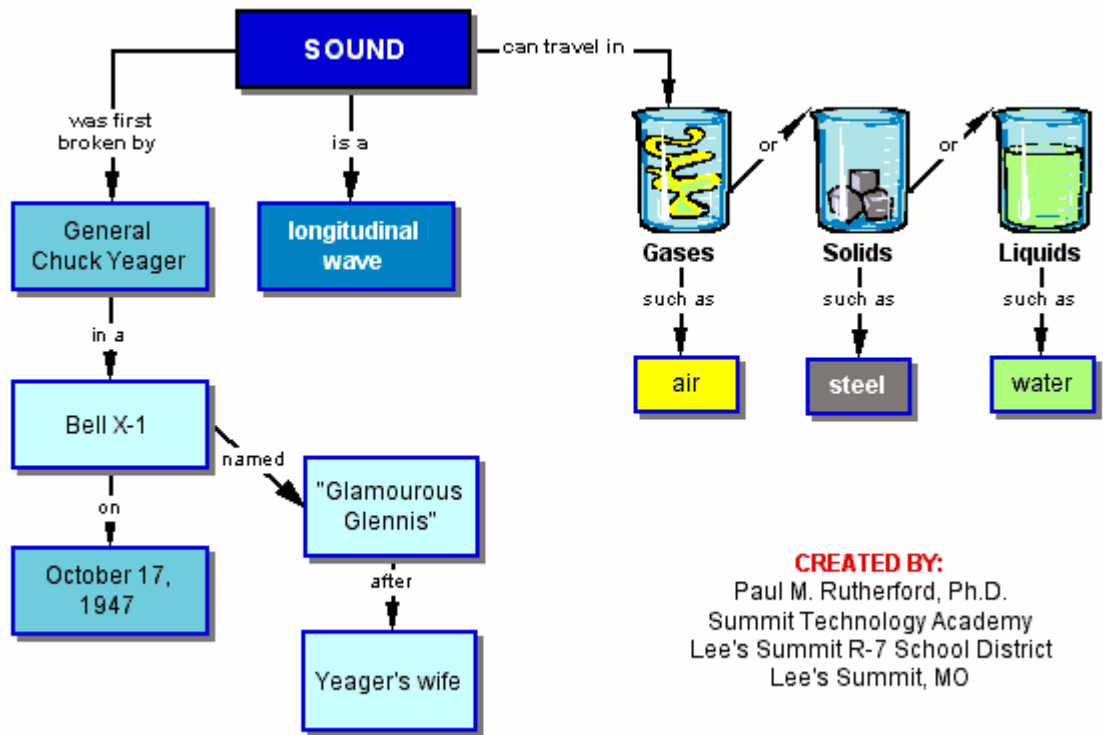 SOUND
can travel in
was first
broken by
is a
or
or
General
Chuck Yeager
longitudinal
wave
Gases
Solids
Liquids
such as
such as
such as
in a
air
steel
water
Bell X-1
named
"Glamourous
Glennis"
on
October 17,
1947
after
Yeager's wife
CREATED BY:
Paul M. Rutherford, Ph.D.
Summit Technology Academy
Lee's Summit R-7 School District
Lee's Summit, MO